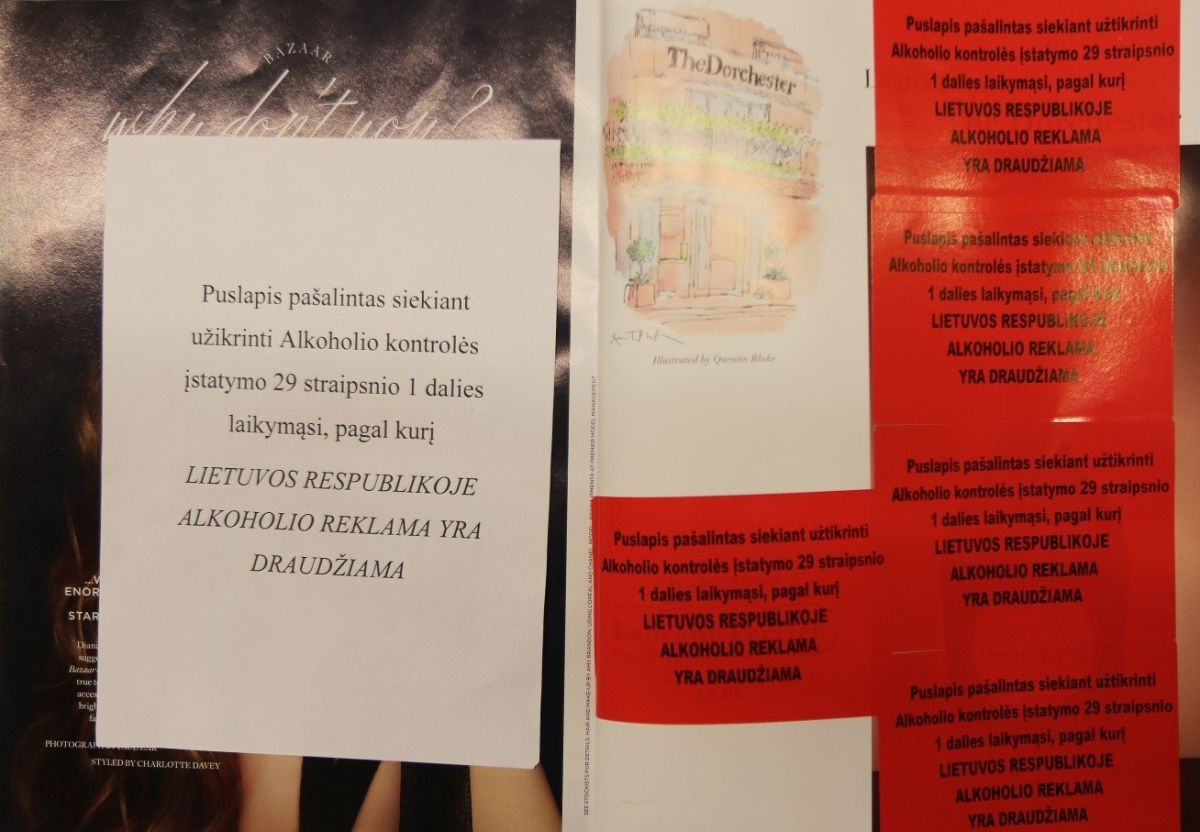 BAZAAR
why don't you?
Puslapis pašalintas siekiant
užikrinti Alkoholio kontrolės
įstatymo 29 straipsnio 1 dalies
laikymąsi, pagal kurį
LIETUVOS RESPUBLIKOJE
ALKOHOLIO REKLAMA YRA
DRAUDŽIAMA
STYLED BY CHARLOTTE DAVEY
The Dorchester
Illustrated by Quentin Blake
Puslapis pašalintas siekiant užtikrinti
Alkoholio kontrolės įstatymo 29 straipsnio
1 dalies laikymąsi, pagal kurį
LIETUVOS RESPUBLIKOJE
ALKOHOLIO REKLAMA
YRA DRAUDŽIAMA
Puslapis pašalintas siekiant užtikrinti
Alkoholio kontrolės įstatymo 29 straipsnio
1 dalies laikymąsi, pagal kurį
LIETUVOS RESPUBLIKOJE
ALKOHOLIO REKLAMA
YRA DRAUDŽIAMA
Puslapis pašalintas siekiant užtikrinti
Alkoholio kontrolės įstatymo 29 straipsnio
1 dalies laikymąsi, pagal kurį
LIETUVOS RESPUBLIKOJE
ALKOHOLIO REKLAMA
YRA DRAUDŽIAMA
Puslapis pašalintas siekiant užtikrinti
Alkoholio kontrolės įstatymo 29 straipsnio
1 dalies laikymąsi, pagal kurį
LIETUVOS RESPUBLIKOJE
ALKOHOLIO REKLAMA
YRA DRAUDŽIAMA
Puslapis pašalintas siekiant užtikrinti
Alkoholio kontrolės įstatymo 29 straipsnio
1 dalies laikymąsi, pagal kurį
LIETUVOS RESPUBLIKOJE
ALKOHOLIO REKLAMA
YRA DRAUDŽIAMA